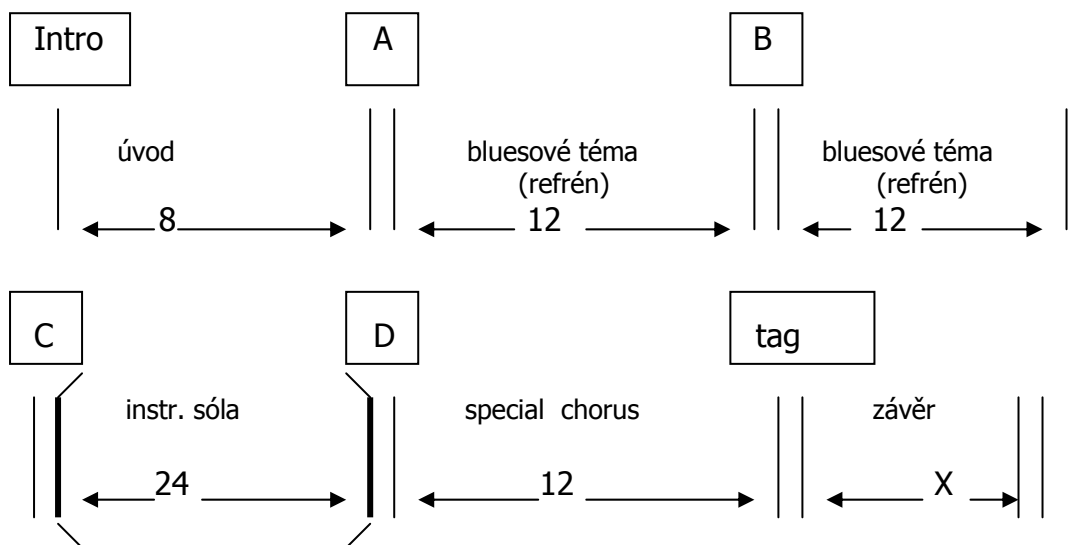 Intro A B
úvod bluesové téma bluesové téma
(refrén) (refrén)
8 12 12
C D tag
instr. sóla special chorus závěr
24 12 X